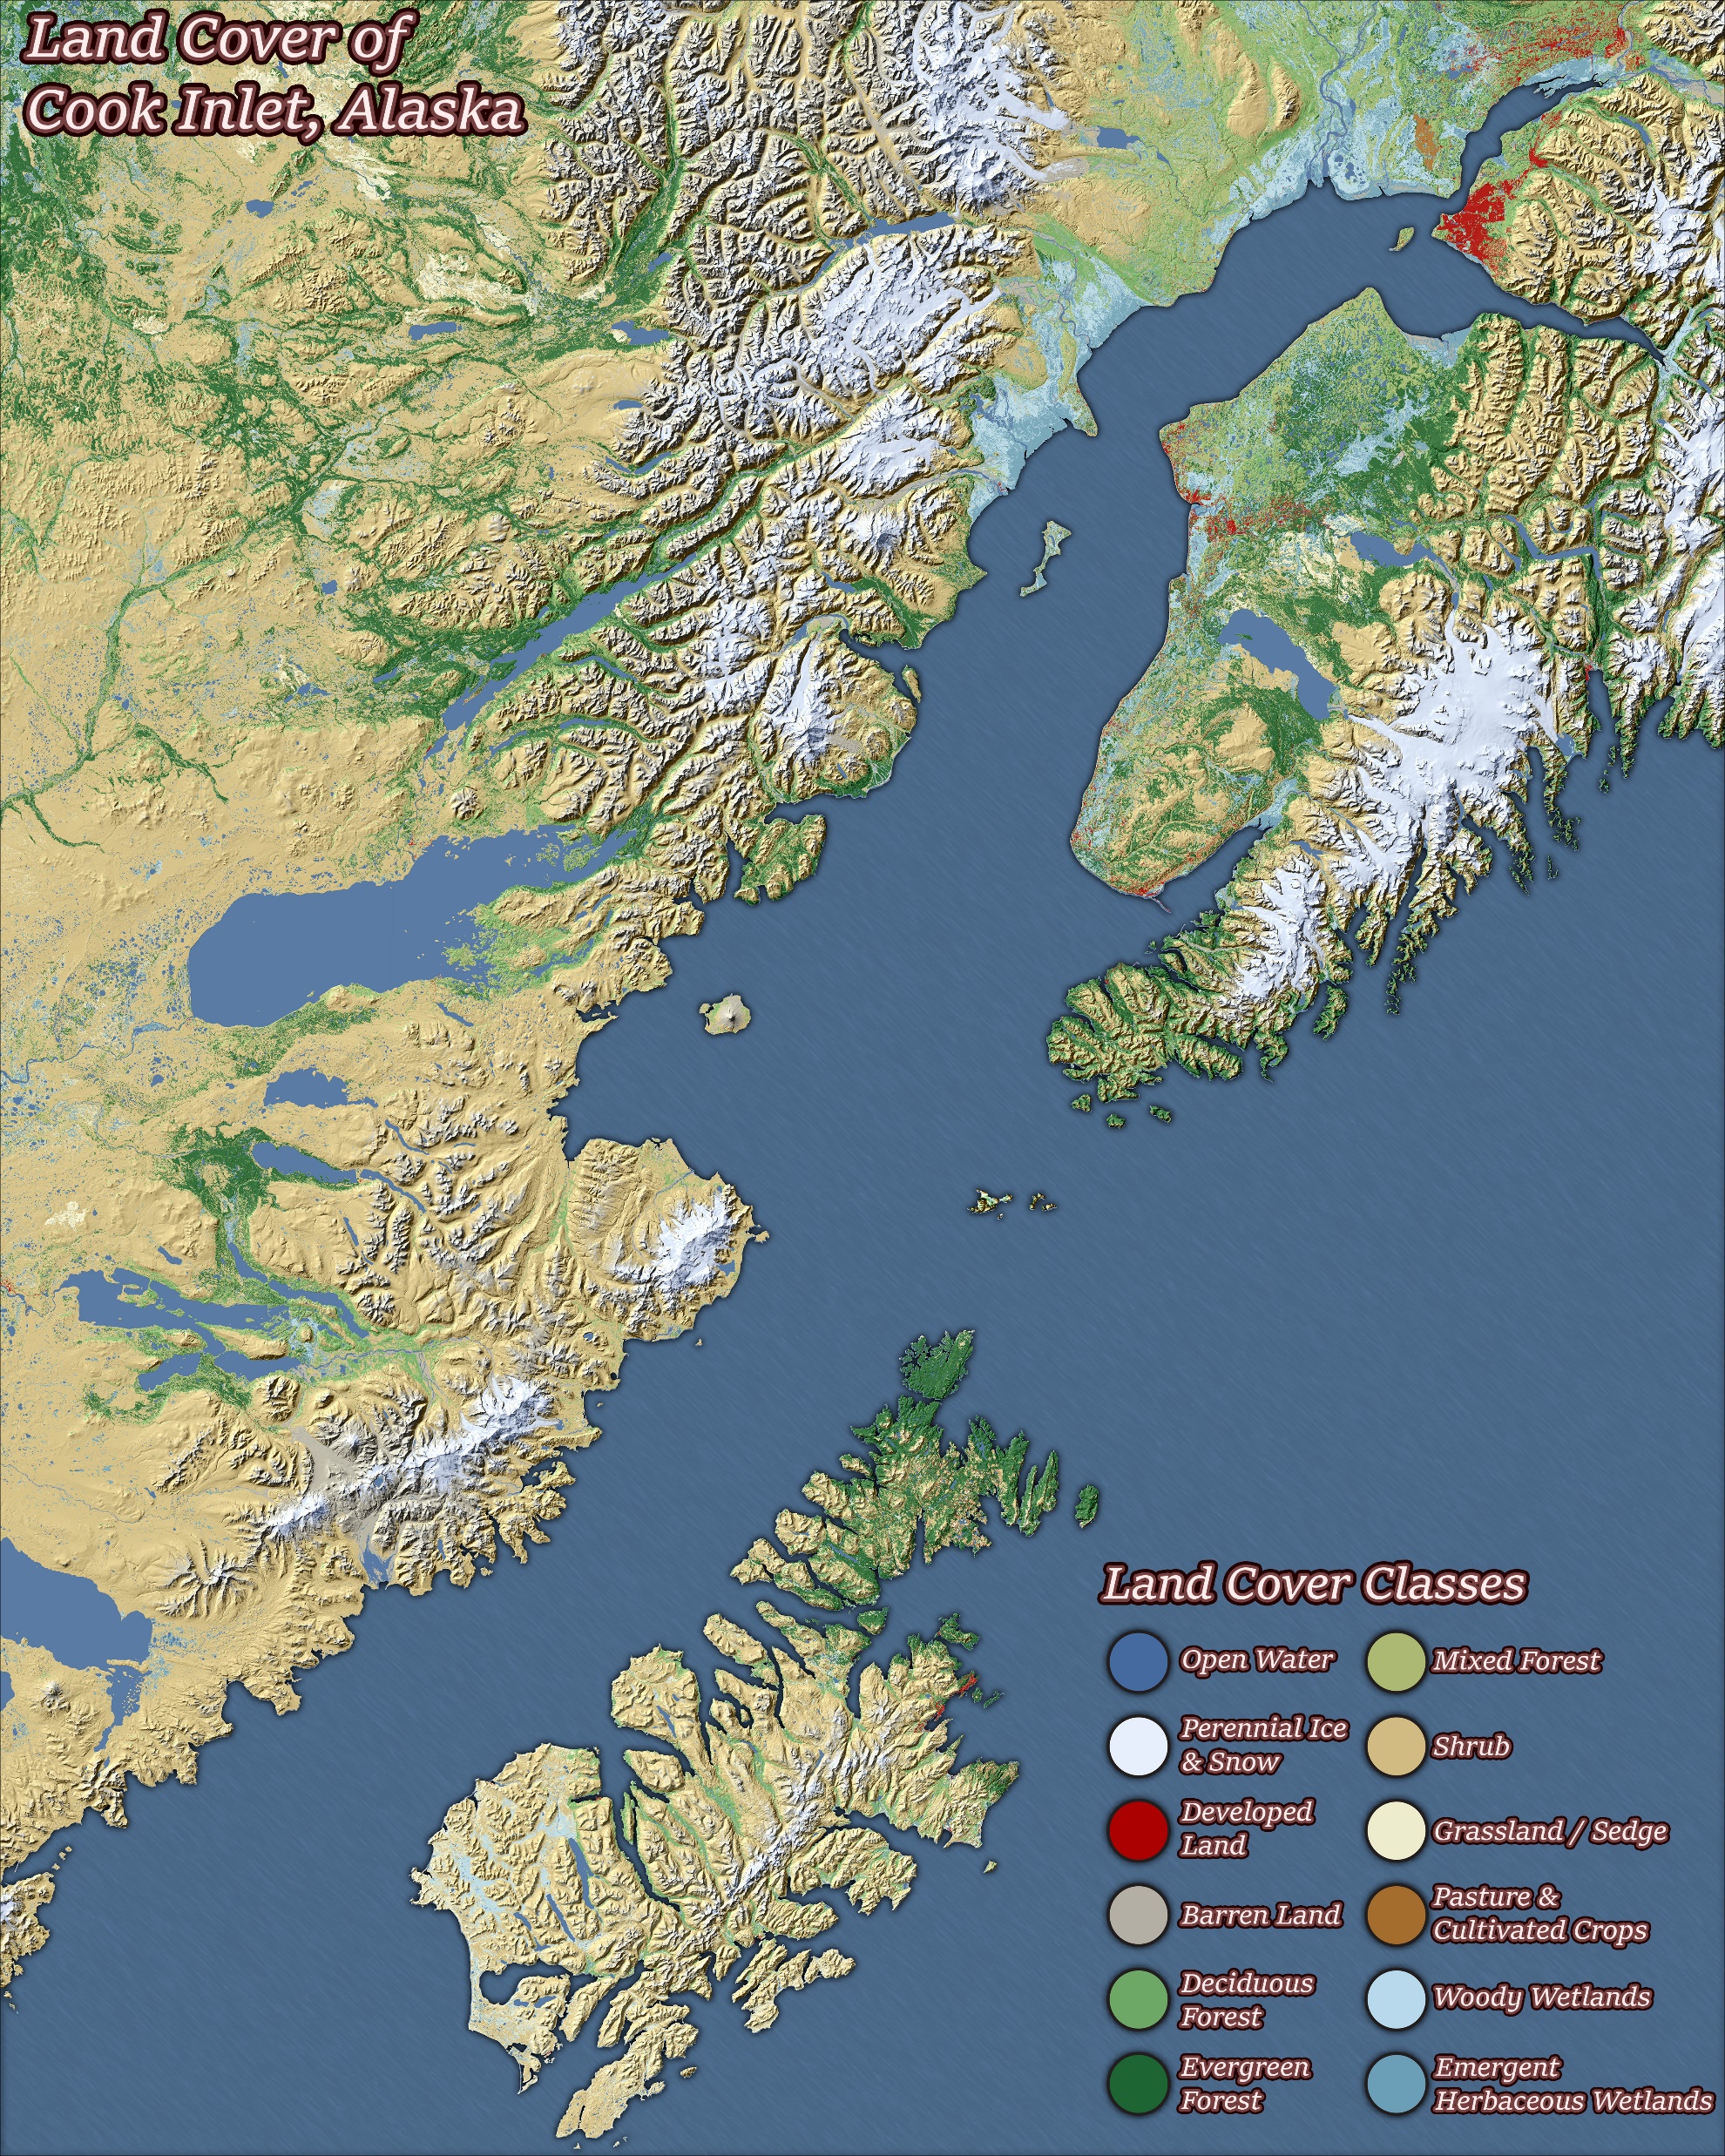 Land Cover of
Cook Inlet, Alaska
Land Cover Classes
Open Water
Perennial Ice
& Snow
Developed
Land
Barren Land
Deciduous
Forest
Evergreen
Forest
Mixed Forest
Shrub
Grassland / Sedge
Pasture &
Cultivated Crops
Woody Wetlands
Emergent
Herbaceous Wetlands